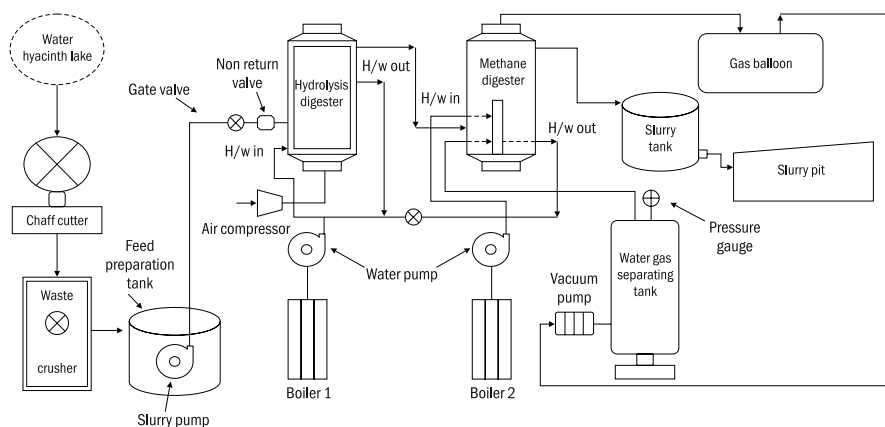 Water
hyacinth lake
Chaff cutter
Waste
crusher
Feed
preparation
tank
Slurry pump
Gate valve
Non return
valve
H/w in
Hydrolysis
digester
H/w out
Air compressor
Water pump
Boiler 1
Methane
digester
H/w in
H/w out
Boiler 2
Gas balloon
Slurry
tank
Slurry pit
Pressure
gauge
Water gas
separating
tank
Vacuum
pump